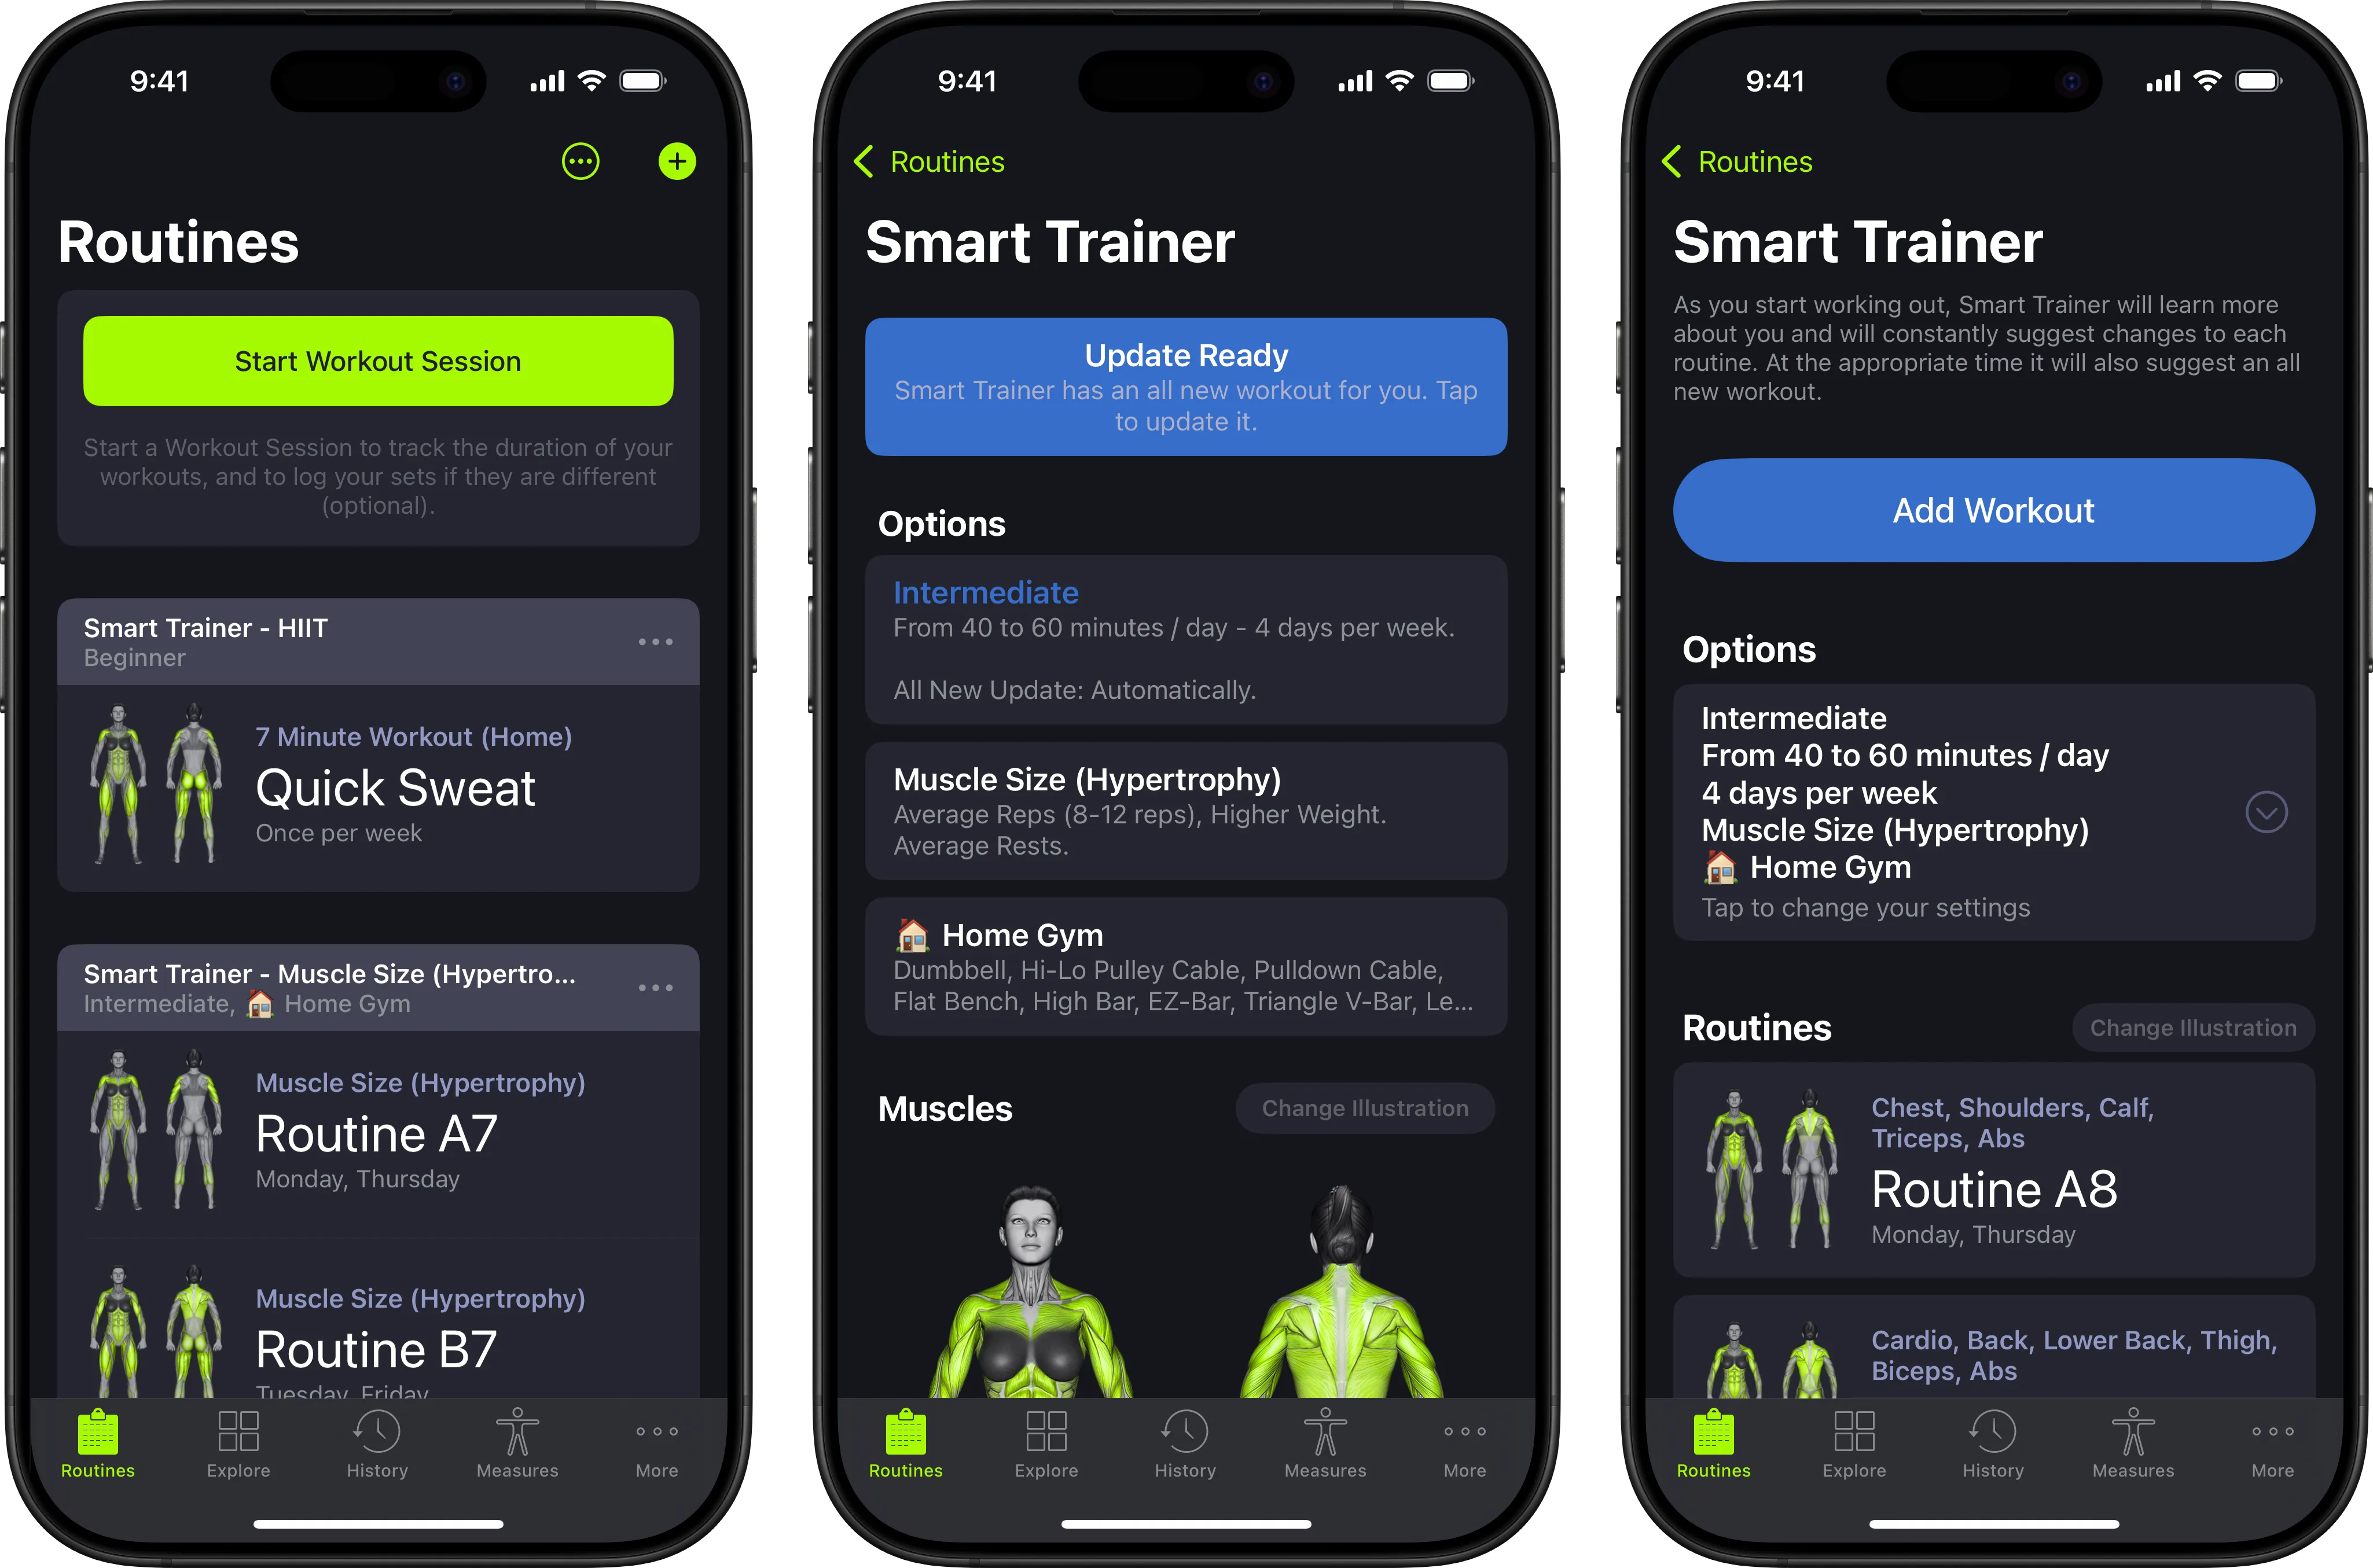 9:41
Routines
Start Workout Session
Start a Workout Session to track the duration of your
workouts, and to log your sets if they are different
(optional).
Smart Trainer - HIIT
Beginner
7 Minute Workout (Home)
Quick Sweat
Once per week
Smart Trainer - Muscle Size (Hypertro...
Intermediate, 🏠 Home Gym
Muscle Size (Hypertrophy)
Routine A7
Monday, Thursday
Muscle Size (Hypertrophy)
Routine B7
Tuesday, Friday
Routines
Explore
History
Measures
More
9:41
Routines
Smart Trainer
Update Ready
Smart Trainer has an all new workout for you. Tap
to update it.
Options
Intermediate
From 40 to 60 minutes / day - 4 days per week.
All New Update: Automatically.
Muscle Size (Hypertrophy)
Average Reps (8-12 reps), Higher Weight.
Average Rests.
🏠 Home Gym
Dumbbell, Hi-Lo Pulley Cable, Pulldown Cable,
Flat Bench, High Bar, EZ-Bar, Triangle V-Bar, Le...
Muscles
Change Illustration
Routines
Explore
History
Measures
More
9:41
Routines
Smart Trainer
As you start working out, Smart Trainer will learn more
about you and will constantly suggest changes to each
routine. At the appropriate time it will also suggest an all
new workout.
Add Workout
Options
Intermediate
From 40 to 60 minutes / day
4 days per week
Muscle Size (Hypertrophy)
🏠 Home Gym
Tap to change your settings
Routines
Change Illustration
Chest, Shoulders, Calf,
Triceps, Abs
Routine A8
Monday, Thursday
Cardio, Back, Lower Back, Thigh,
Biceps, Abs
Routines
Explore
History
Measures
More